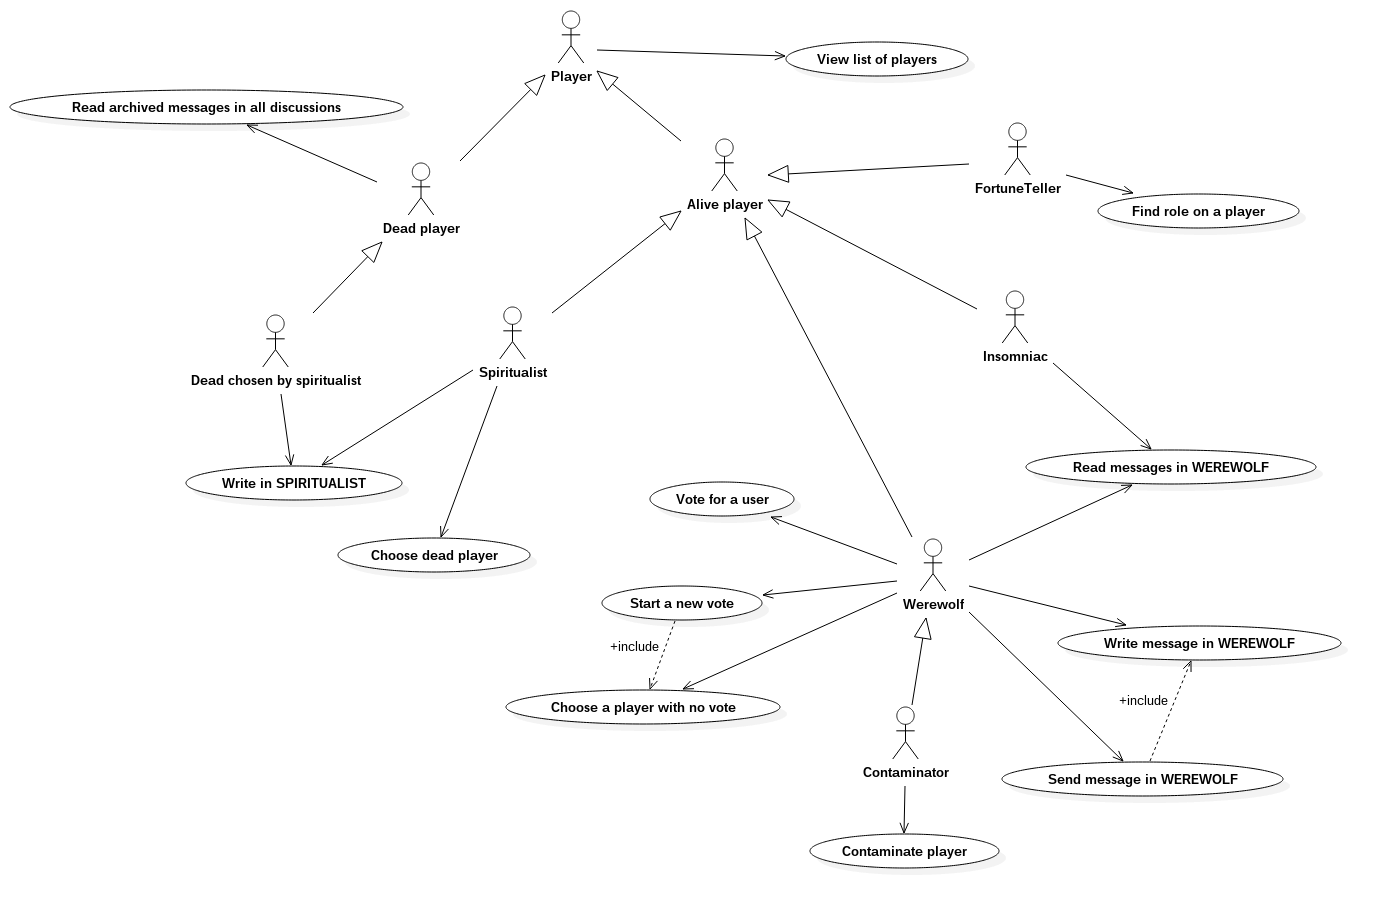 Player
View list of players
Read archived messages in all discussions
FortuneTeller
Alive player
Find role on a player
Dead player
Insomniac
Spiritualist
Dead chosen by spiritualist
Read messages in WEREWOLF
Write in SPIRITUALIST
Vote for a user
Choose dead player
Start a new vote
Werewolf
+include
Write message in WEREWOLF
Choose a player with no vote
+include
Contaminator
Send message in WEREWOLF
Contaminate player